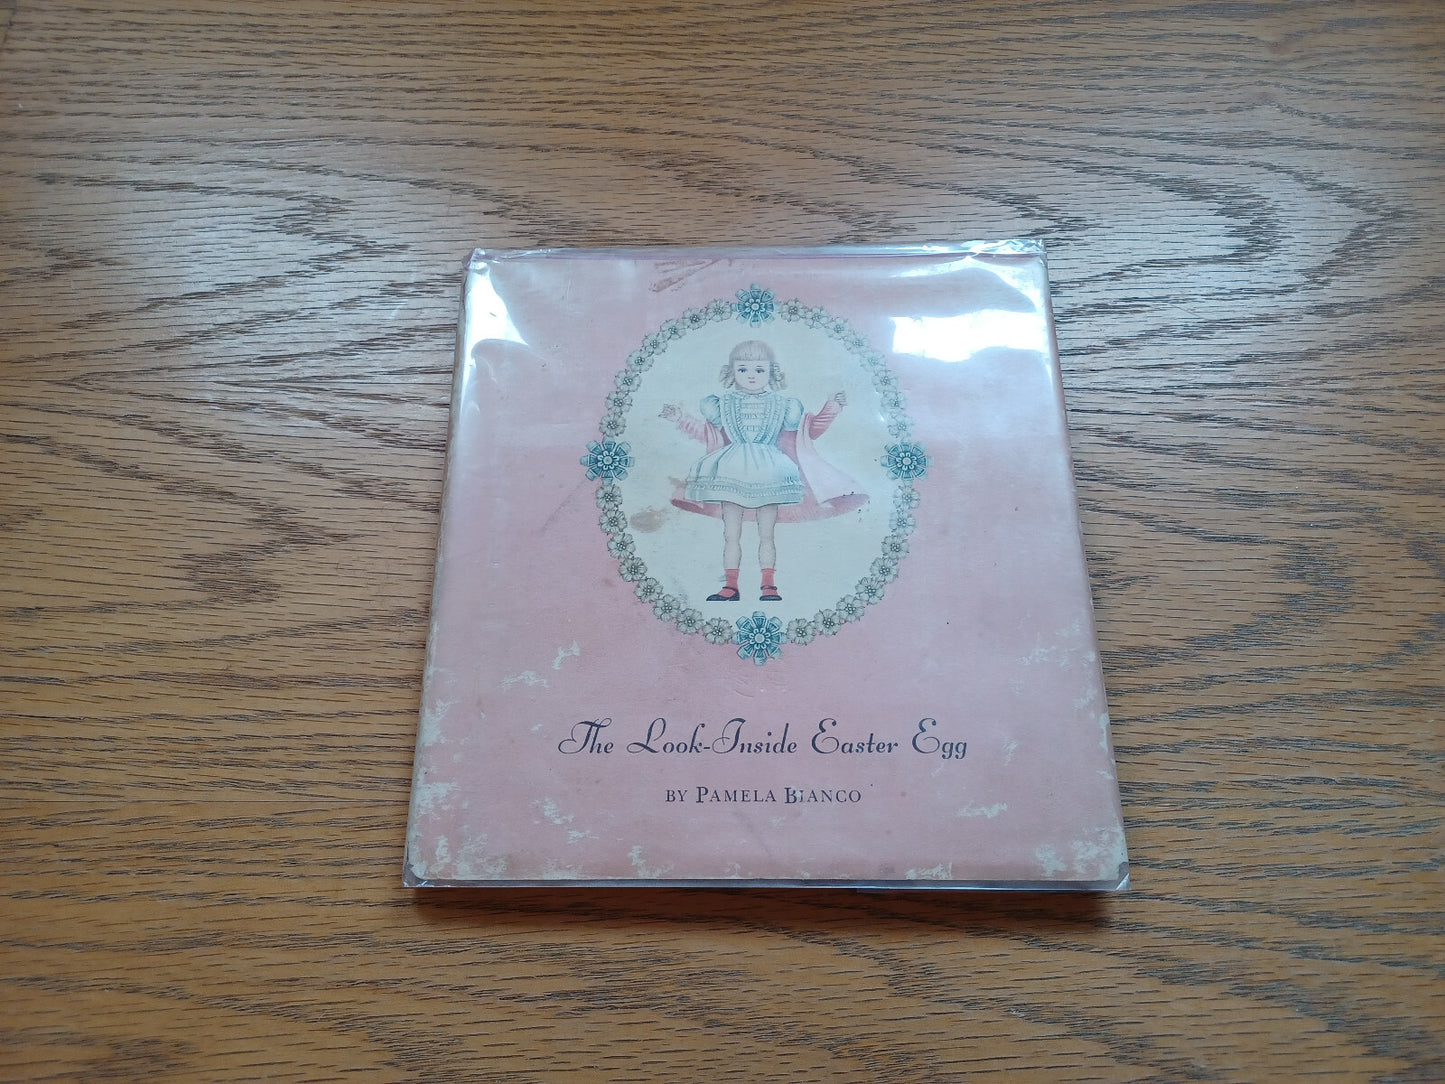 The Look-Inside Easter Egg
BY PAMELA BIANCO